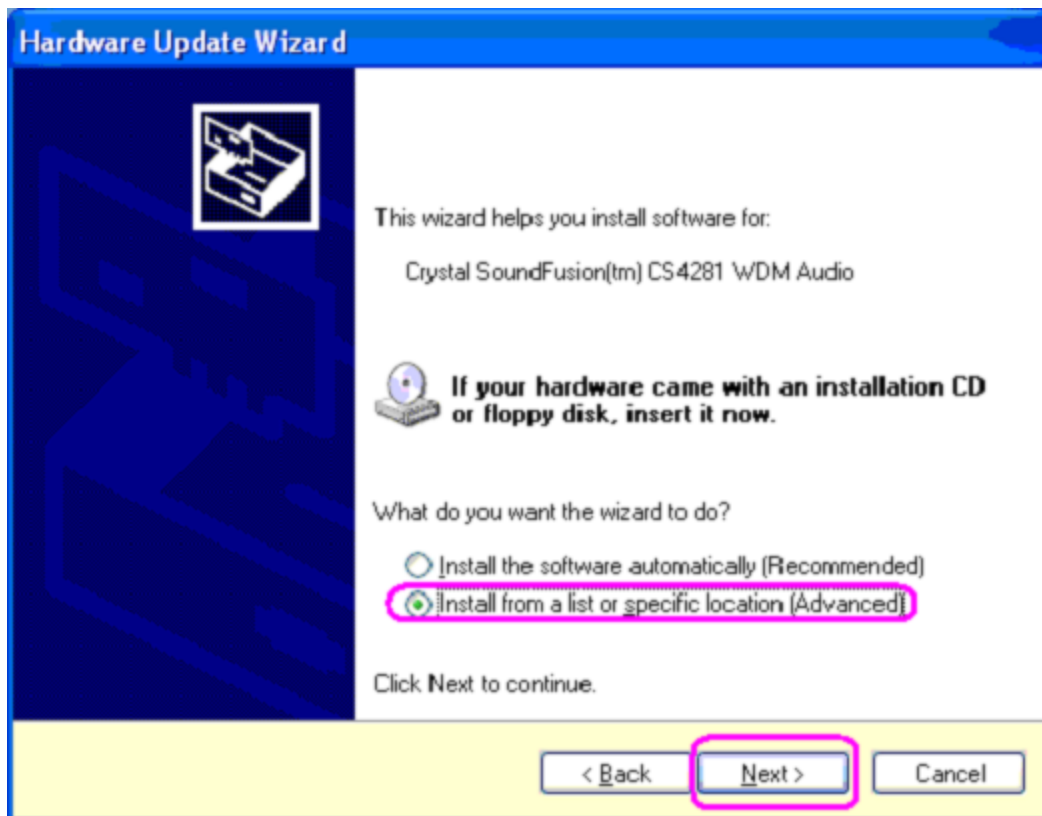 Hardware Update Wizard
This wizard helps you install software for:
Crystal SoundFusion(tm) CS4281 WDM Audio
If your hardware came with an installation CD
or floppy disk, insert it now.
What do you want the wizard to do?
Install the software automatically (Recommended)
Install from a list or specific location (Advanced)
Click Next to continue.
< Back Next > Cancel